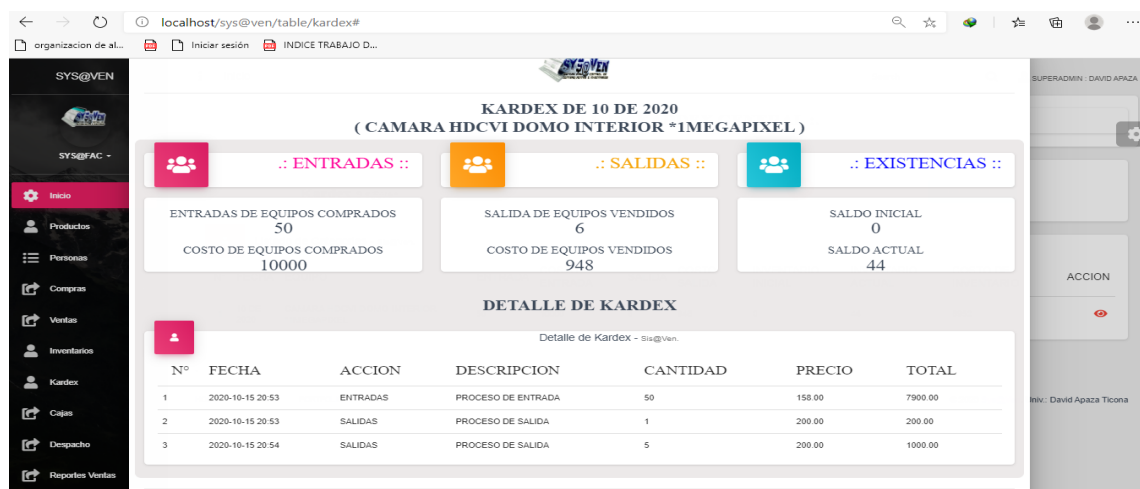 localhost/sys@ven/table/kardex#
organizacion de al...
Iniciar sesión
INDICE TRABAJO D...
SYS@VEN
SYS@VEN
SUPERADMIN : DAVID APAZA
SYS@FAC
Inicio
Productos
Personas
Compras
Ventas
Inventarios
Kardex
Cajas
Despacho
Reportes Ventas
KARDEX DE 10 DE 2020
( CAMARA HDCVI DOMO INTERIOR *1MEGAPIXEL )
.: ENTRADAS ::
.: SALIDAS ::
.: EXISTENCIAS ::
ENTRADAS DE EQUIPOS COMPRADOS
50
COSTO DE EQUIPOS COMPRADOS
10000
SALIDA DE EQUIPOS VENDIDOS
6
COSTO DE EQUIPOS VENDIDOS
948
SALDO INICIAL
0
SALDO ACTUAL
44
DETALLE DE KARDEX
Detalle de Kardex - Sis@Ven.
N° FECHA ACCION DESCRIPCION CANTIDAD PRECIO TOTAL
1 2020-10-15 20:53 ENTRADAS PROCESO DE ENTRADA 50 158.00 7900.00
2 2020-10-15 20:53 SALIDAS PROCESO DE SALIDA 1 200.00 200.00
3 2020-10-15 20:54 SALIDAS PROCESO DE SALIDA 5 200.00 1000.00
ACCION
niv.: David Apaza Ticona